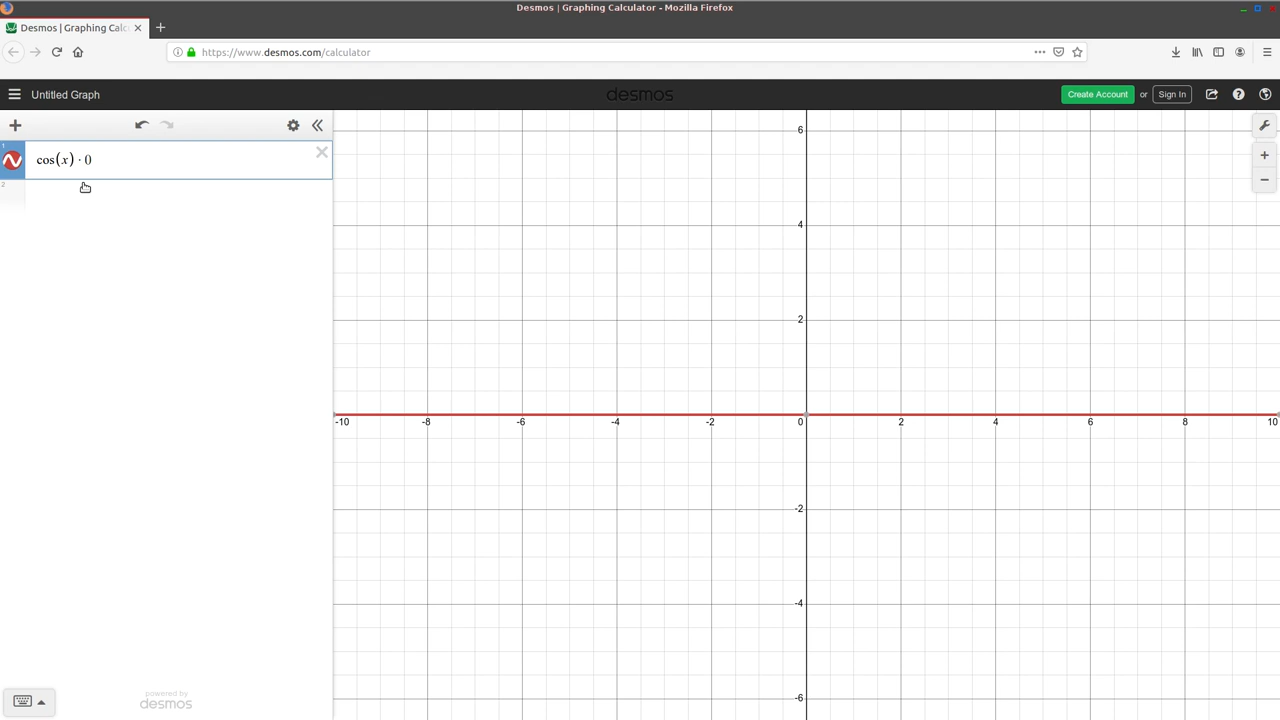 Desmos | Graphing Calculator - Mozilla Firefox
Desmos | Graphing Calc
https://www.desmos.com/calculator
Untitled Graph
desmos
Create Account or Sign In
1
cos(x) · 0
2
6
4
2
-10 -8 -6 -4 -2 0 2 4 6 8 10
-2
-4
-6
powered by
desmos